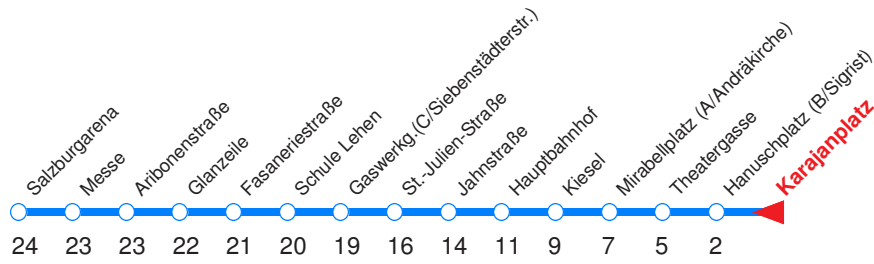 Salzburgarena
Messe
Aribonenstraße
Glanzeile
Fasaneriestraße
Schule Lehen
Gaswerkg.(C/Siebenstädterstr.)
St.-Julien-Straße
Jahnstraße
Hauptbahnhof
Kiesel
Mirabellplatz (A/Andräkirche)
Theatergasse
Hanuschplatz (B/Sigrist)
Karajanplatz
24 23 23 22 21 20 19 16 14 11 9 7 5 2